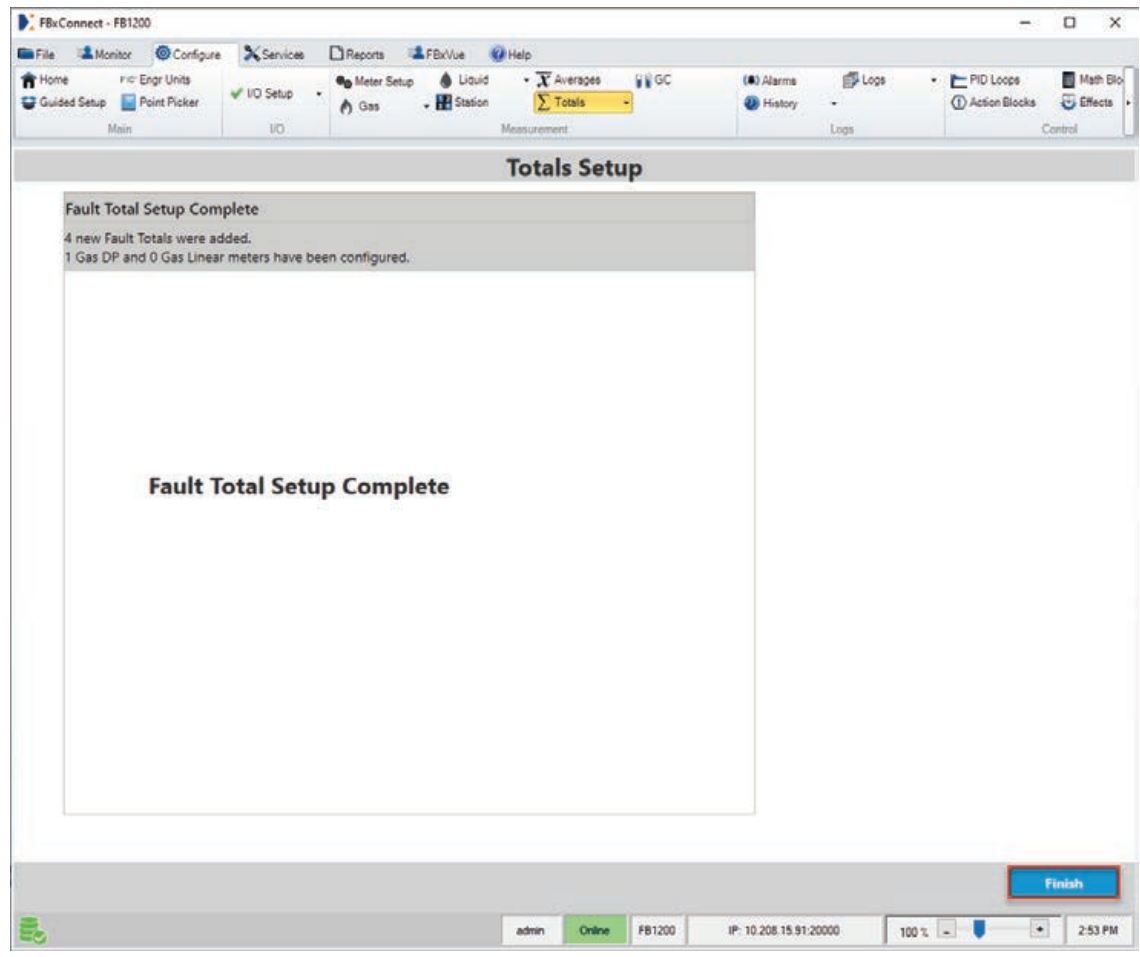 FBxConnect - FB1200
File Monitor Configure Services Reports FBxVue Help
Home Engr Units I/O Setup Meter Setup Liquid Averages GC Alarms Logs PID Loops Math Blo
Guided Setup Point Picker Gas Station Totals History Action Blocks Effects
Main I/O Measurement Logs Control
Totals Setup
Fault Total Setup Complete
4 new Fault Totals were added.
1 Gas DP and 0 Gas Linear meters have been configured.
Fault Total Setup Complete
Finish
admin Online FB1200 IP: 10.208.15.91:20000 100 % - + 2:53 PM